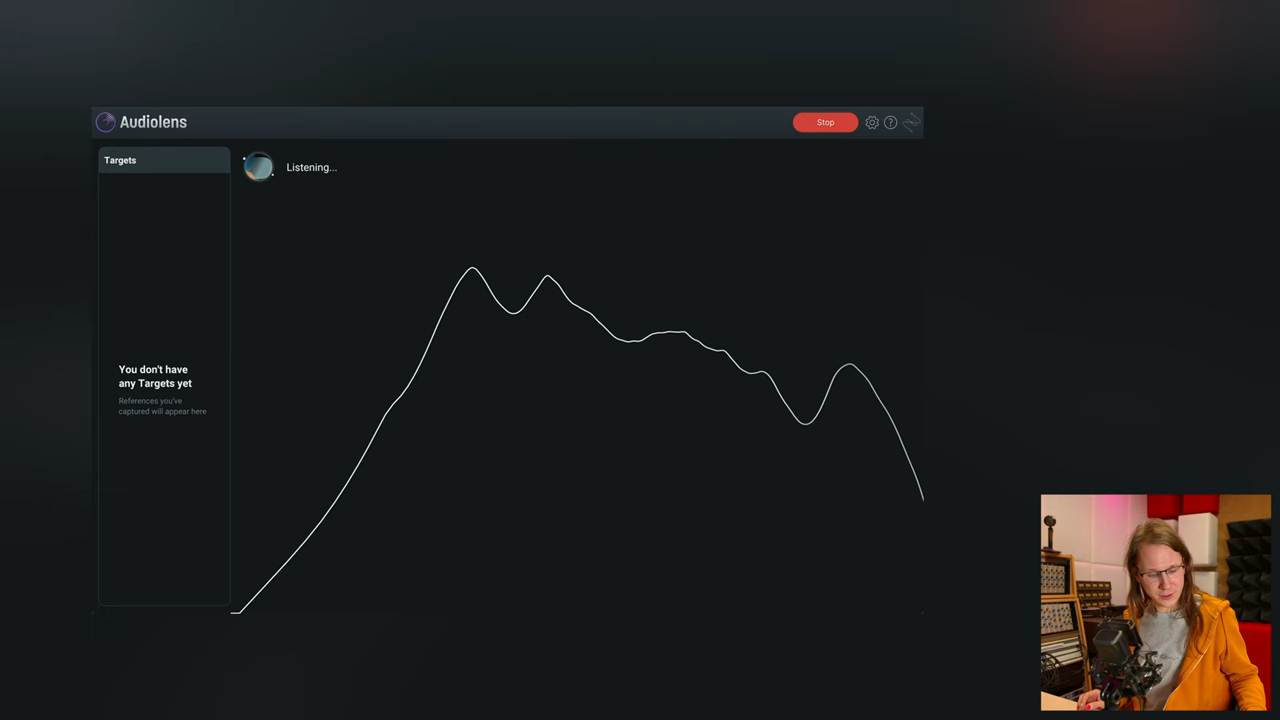 Audiolens
Stop
Targets
Listening...
You don't have
any Targets yet
References you've
captured will appear here